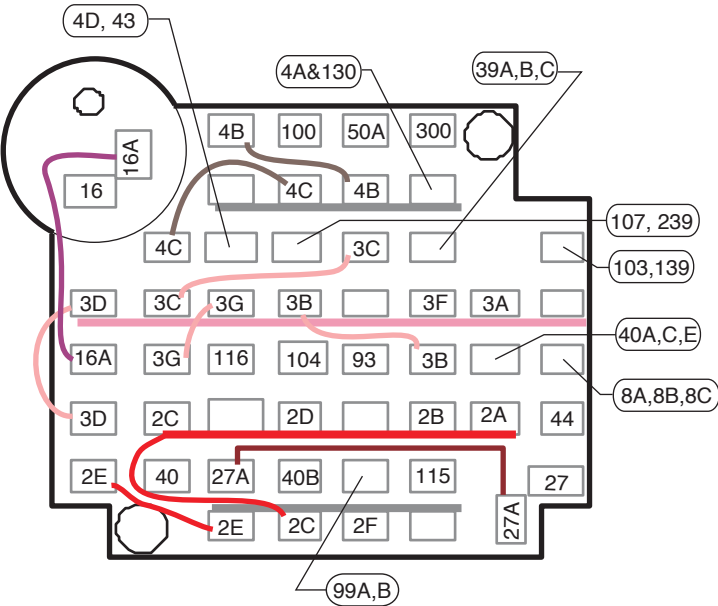 4D, 43
4A&130
39A,B,C
4B 100 50A 300
16A
16
4C 4B
107, 239
4C 3C
103,139
3D 3C 3G 3B 3F 3A
40A,C,E
16A 3G 116 104 93 3B
8A,8B,8C
3D 2C 2D 2B 2A 44
2E 40 27A 40B 115 27
27A
2E 2C 2F
99A,B